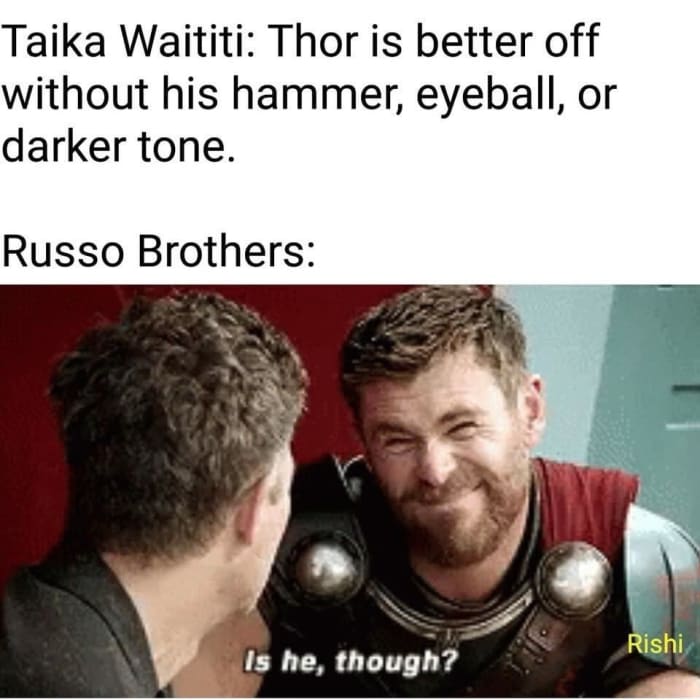 Taika Waititi: Thor is better off
without his hammer, eyeball, or
darker tone.
Russo Brothers:
Is he, though?
Rishi